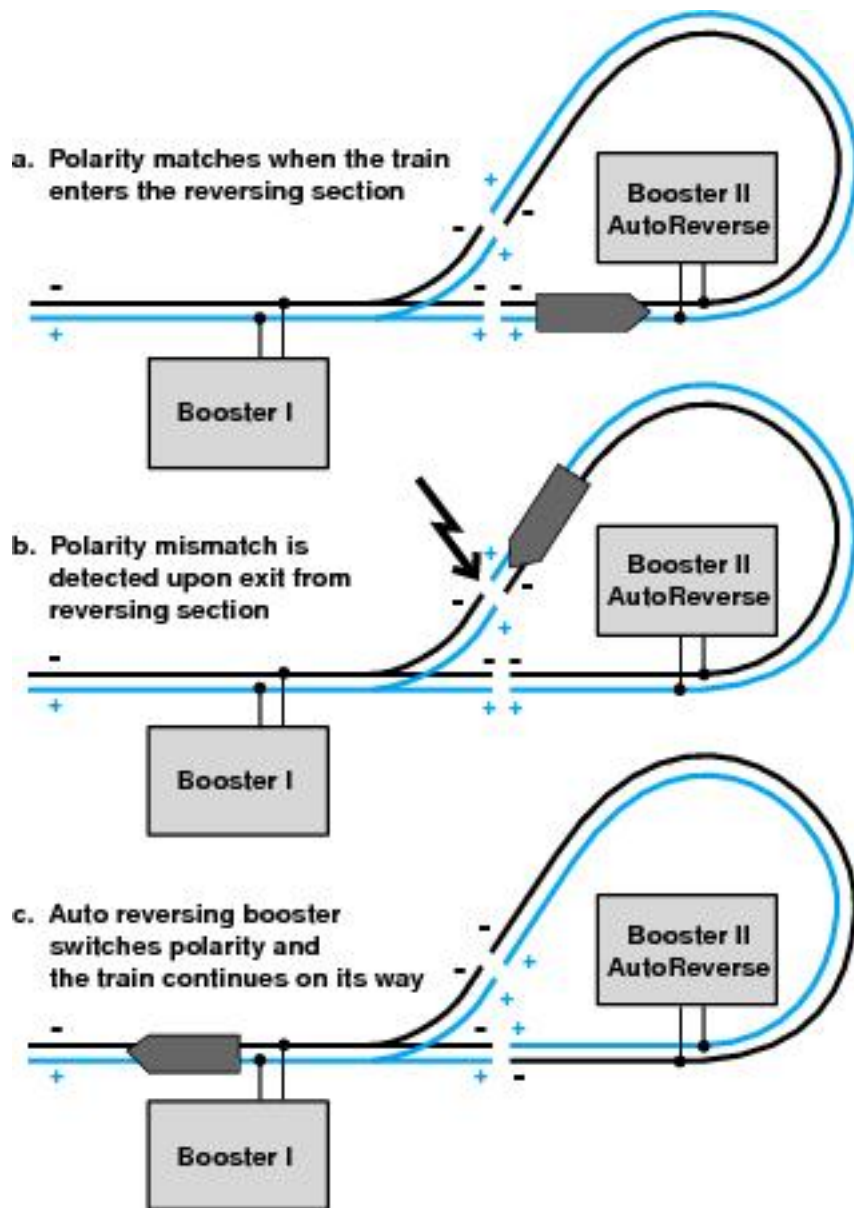 a. Polarity matches when the train
enters the reversing section
+
-
-
+
Booster II
AutoReverse
-
- -
+
+ +
Booster I
b. Polarity mismatch is
detected upon exit from
reversing section
+
-
-
+
Booster II
AutoReverse
-
- -
+
+ +
Booster I
c. Auto reversing booster
switches polarity and
the train continues on its way
-
-
+
+
Booster II
AutoReverse
-
- +
+
+ -
Booster I